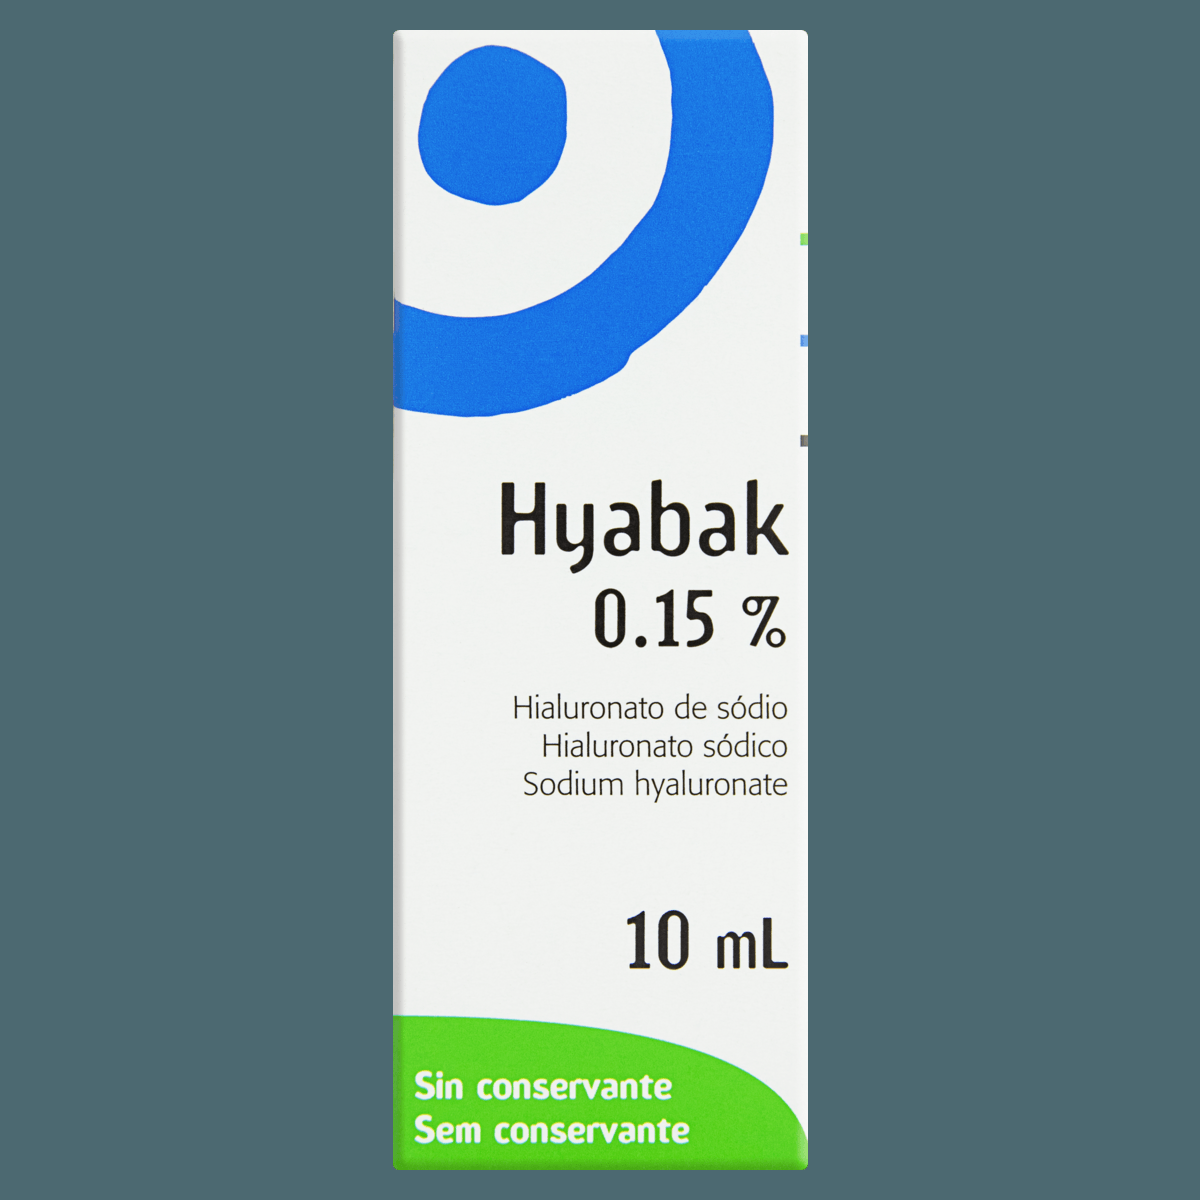 Hyabak
0.15 %
Hialuronato de sódio
Hialuronato sódico
Sodium hyaluronate
10 mL
Sin conservante
Sem conservante